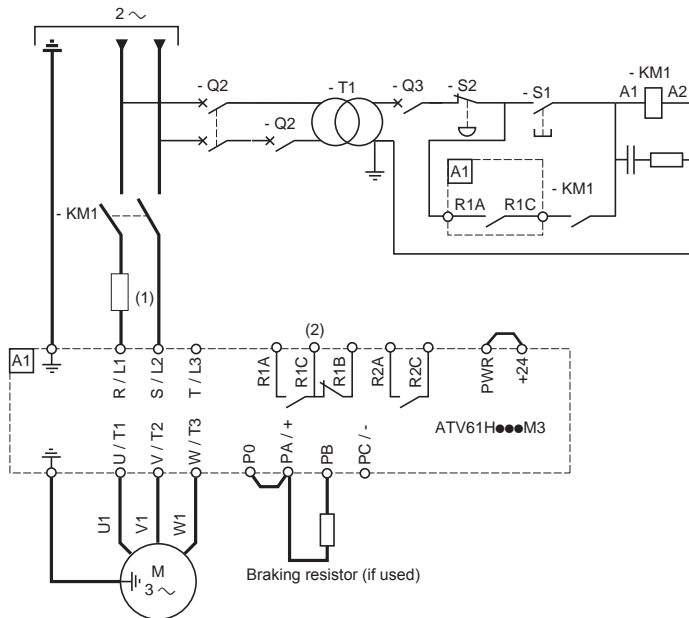 2 ~
- Q2
- T1
- Q3
- S2
- S1
- KM1
A1
A2
- Q2
A1
R1A
R1C
- KM1
- KM1
(1)
(2)
A1
R / L1
S / L2
T / L3
R1A
R1C
R1B
R2A
R2C
PWR
+24
ATV61H●●●M3
U / T1
V / T2
W / T3
P0
PA / +
PB
PC / -
U1
V1
W1
M
3 ~
Braking resistor (if used)